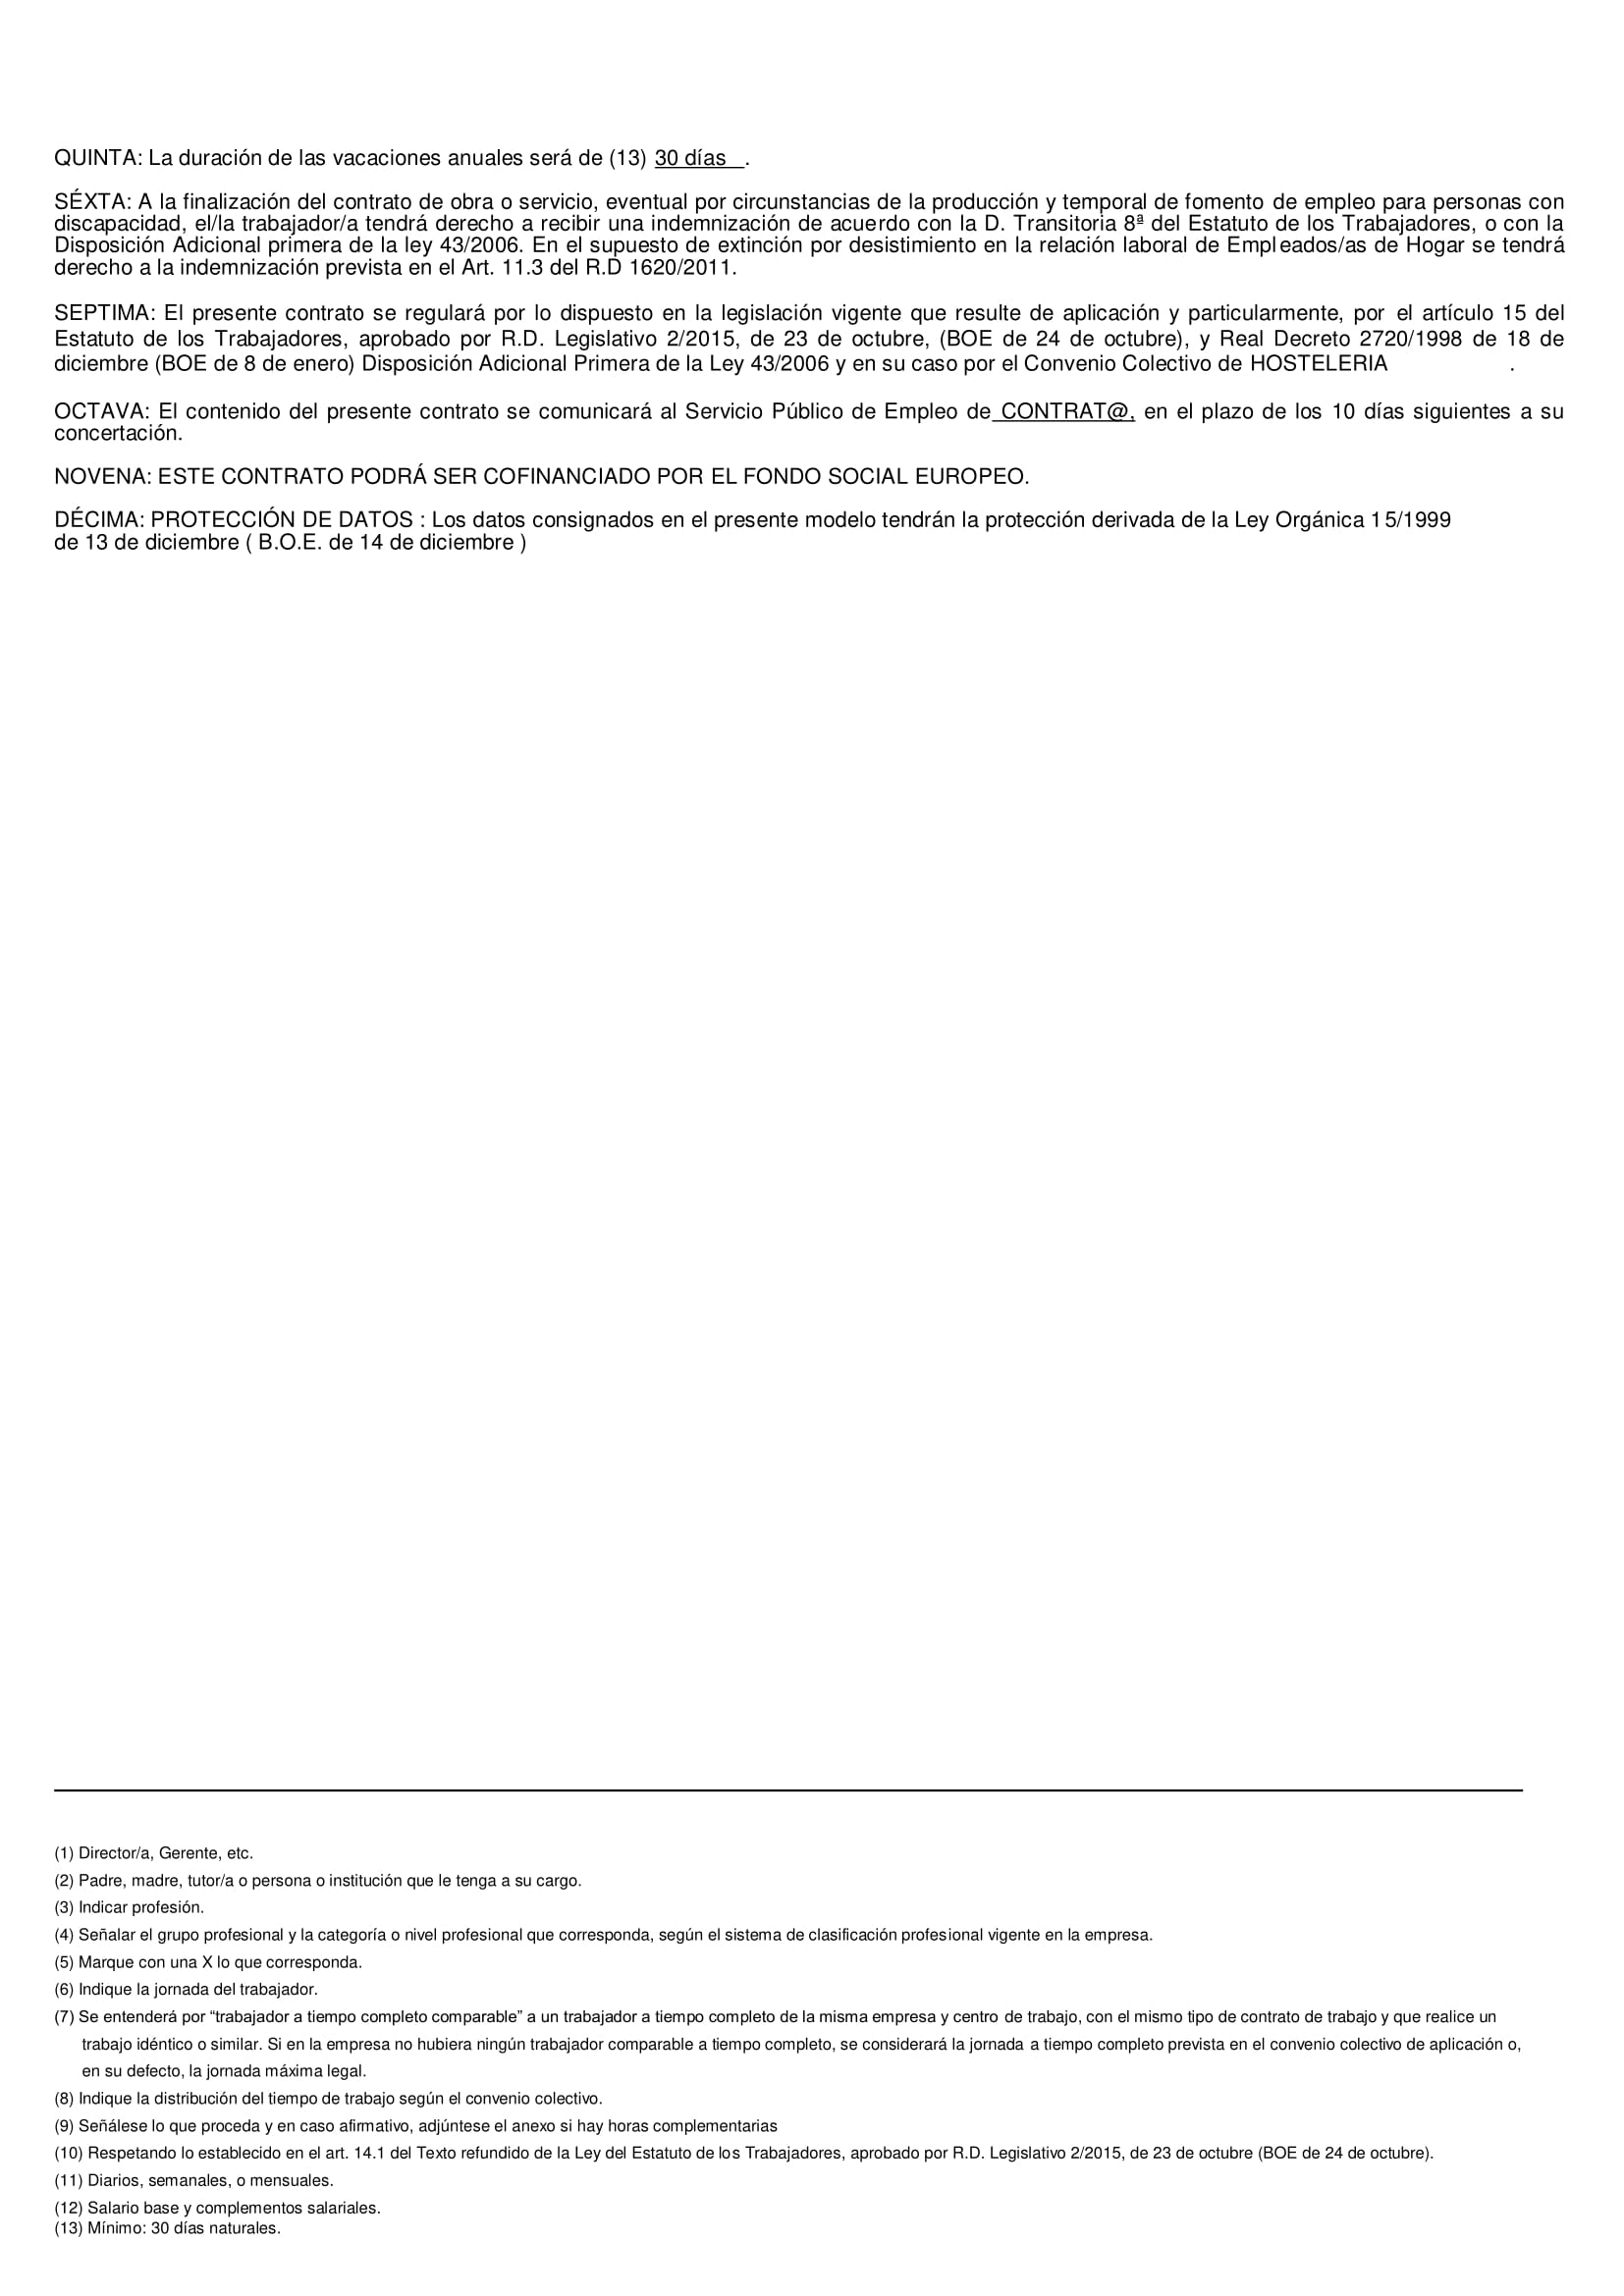 QUINTA: La duración de las vacaciones anuales será de (13) 30 días .
SÉXTA: A la finalización del contrato de obra o servicio, eventual por circunstancias de la producción y temporal de fomento de empleo para personas con
discapacidad, el/la trabajador/a tendrá derecho a recibir una indemnización de acuerdo con la D. Transitoria 8ª del Estatuto de los Trabajadores, o con la
Disposición Adicional primera de la ley 43/2006. En el supuesto de extinción por desistimiento en la relación laboral de Empleados/as de Hogar se tendrá
derecho a la indemnización prevista en el Art. 11.3 del R.D 1620/2011.
SEPTIMA: El presente contrato se regulará por lo dispuesto en la legislación vigente que resulte de aplicación y particularmente, por el artículo 15 del
Estatuto de los Trabajadores, aprobado por R.D. Legislativo 2/2015, de 23 de octubre, (BOE de 24 de octubre), y Real Decreto 2720/1998 de 18 de
diciembre (BOE de 8 de enero) Disposición Adicional Primera de la Ley 43/2006 y en su caso por el Convenio Colectivo de HOSTELERIA .
OCTAVA: El contenido del presente contrato se comunicará al Servicio Público de Empleo de CONTRAT@, en el plazo de los 10 días siguientes a su
concertación.
NOVENA: ESTE CONTRATO PODRÁ SER COFINANCIADO POR EL FONDO SOCIAL EUROPEO.
DÉCIMA: PROTECCIÓN DE DATOS : Los datos consignados en el presente modelo tendrán la protección derivada de la Ley Orgánica 15/1999
de 13 de diciembre ( B.O.E. de 14 de diciembre )
(1) Director/a, Gerente, etc.
(2) Padre, madre, tutor/a o persona o institución que le tenga a su cargo.
(3) Indicar profesión.
(4) Señalar el grupo profesional y la categoría o nivel profesional que corresponda, según el sistema de clasificación profesional vigente en la empresa.
(5) Marque con una X lo que corresponda.
(6) Indique la jornada del trabajador.
(7) Se entenderá por “trabajador a tiempo completo comparable” a un trabajador a tiempo completo de la misma empresa y centro de trabajo, con el mismo tipo de contrato de trabajo y que realice un
trabajo idéntico o similar. Si en la empresa no hubiera ningún trabajador comparable a tiempo completo, se considerará la jornada a tiempo completo prevista en el convenio colectivo de aplicación o,
en su defecto, la jornada máxima legal.
(8) Indique la distribución del tiempo de trabajo según el convenio colectivo.
(9) Señálese lo que proceda y en caso afirmativo, adjúntese el anexo si hay horas complementarias
(10) Respetando lo establecido en el art. 14.1 del Texto refundido de la Ley del Estatuto de los Trabajadores, aprobado por R.D. Legislativo 2/2015, de 23 de octubre (BOE de 24 de octubre).
(11) Diarios, semanales, o mensuales.
(12) Salario base y complementos salariales.
(13) Mínimo: 30 días naturales.